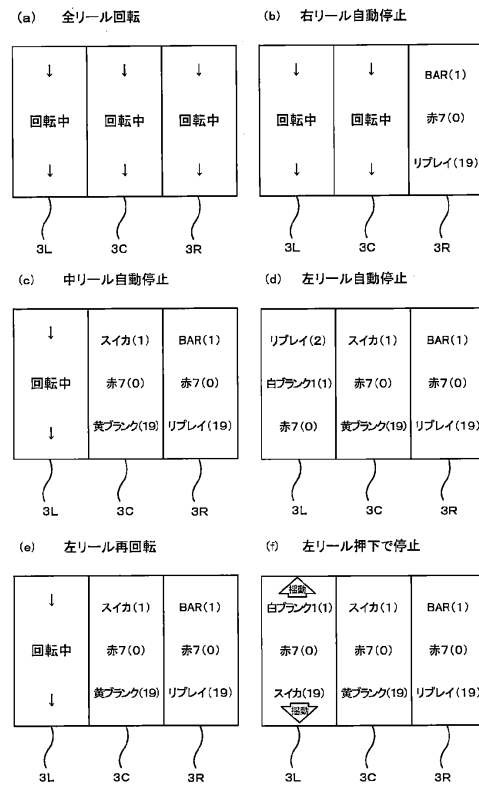 (a) 全リール回転
(b) 右リール自動停止
↓ ↓ ↓
回転中 回転中 回転中
↓ ↓ ↓
3L 3C 3R
↓ ↓ BAR(1)
回転中 回転中 赤7(0)
↓ ↓ リプレイ(19)
3L 3C 3R
(c) 中リール自動停止
(d) 左リール自動停止
↓ スイカ(1) BAR(1)
回転中 赤7(0) 赤7(0)
↓ 黄ブランク(19) リプレイ(19)
3L 3C 3R
リプレイ(2) スイカ(1) BAR(1)
白ブランク1(1) 赤7(0) 赤7(0)
赤7(0) 黄ブランク(19) リプレイ(19)
3L 3C 3R
(e) 左リール再回転
(f) 左リール押下で停止
↓ スイカ(1) BAR(1)
回転中 赤7(0) 赤7(0)
↓ 黄ブランク(19) リプレイ(19)
3L 3C 3R
揺動
白ブランク1(1) スイカ(1) BAR(1)
赤7(0) 赤7(0) 赤7(0)
スイカ(19) 黄ブランク(19) リプレイ(19)
揺動
3L 3C 3R